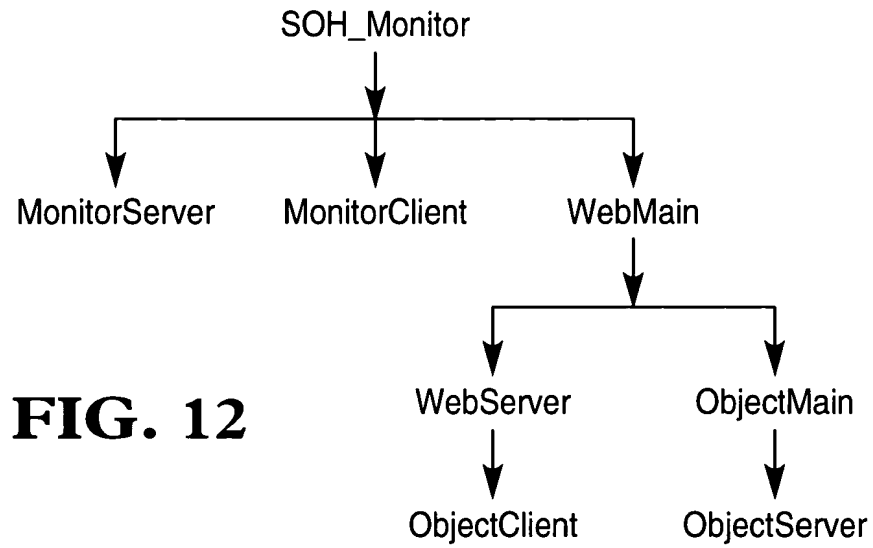 SOH_Monitor
MonitorServer MonitorClient WebMain
WebServer ObjectMain
FIG. 12
ObjectClient ObjectServer